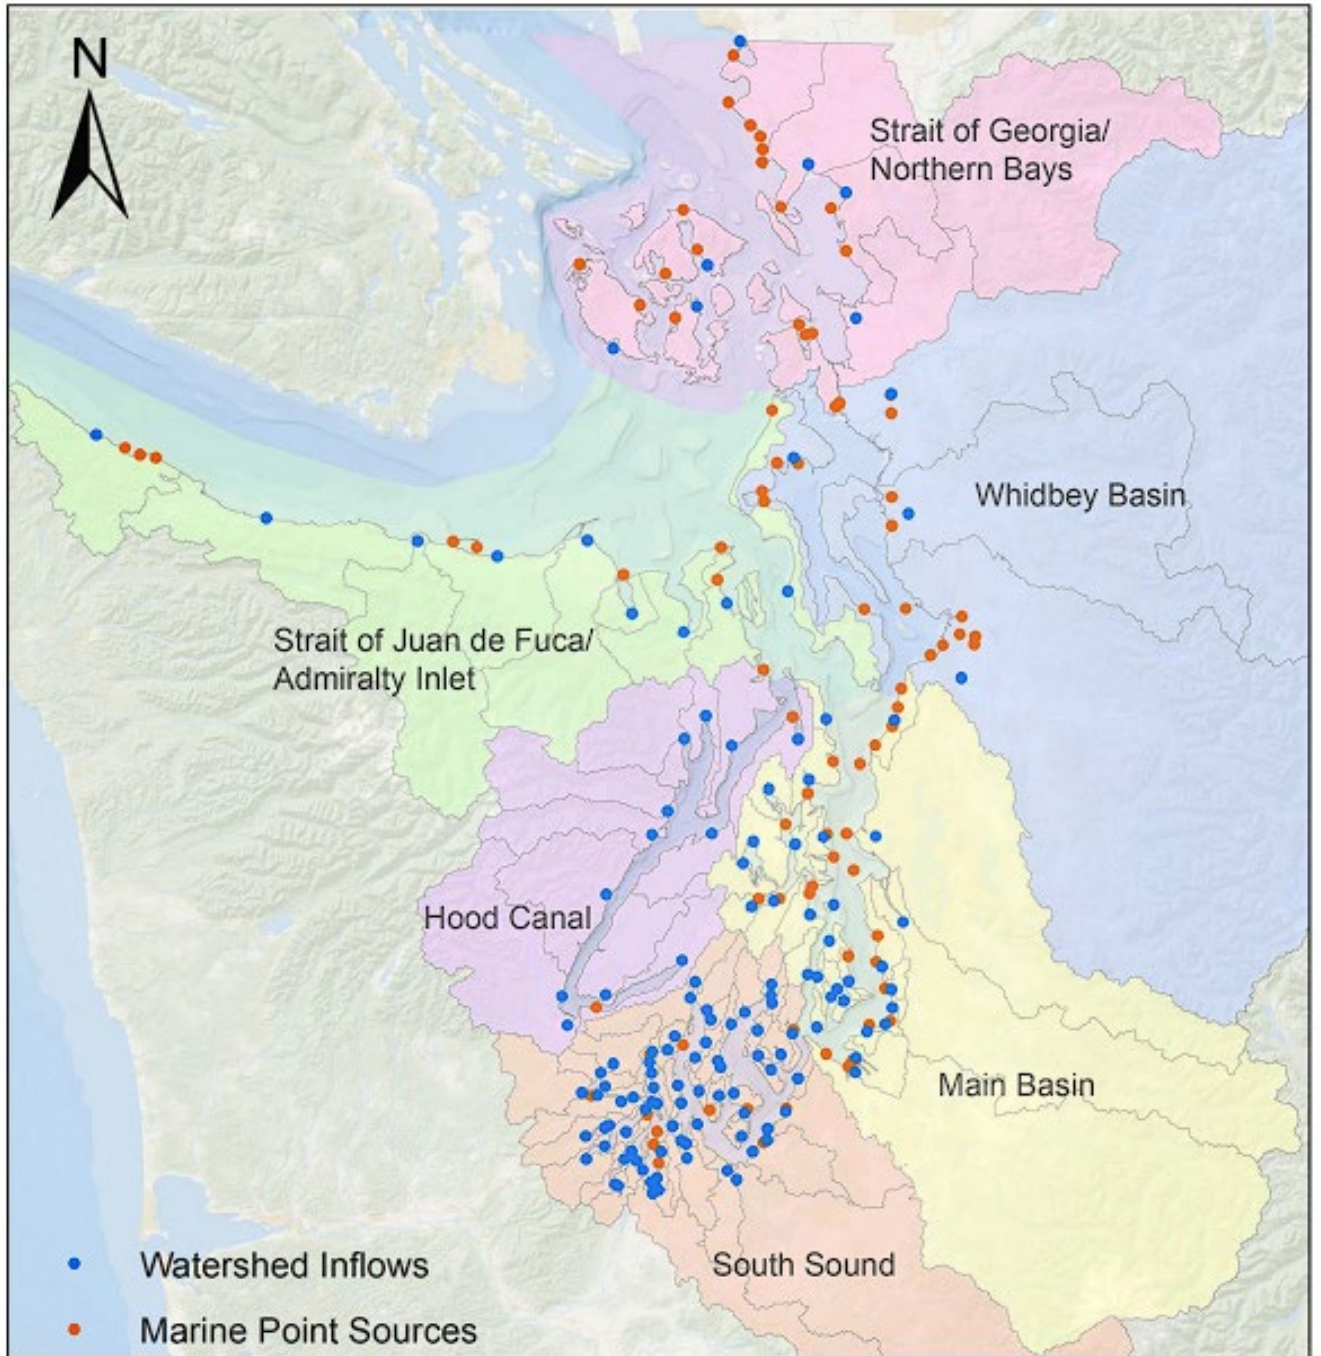 N
Strait of Georgia/
Northern Bays
Whidbey Basin
Strait of Juan de Fuca/
Admiralty Inlet
Hood Canal
Main Basin
South Sound
Watershed Inflows
Marine Point Sources